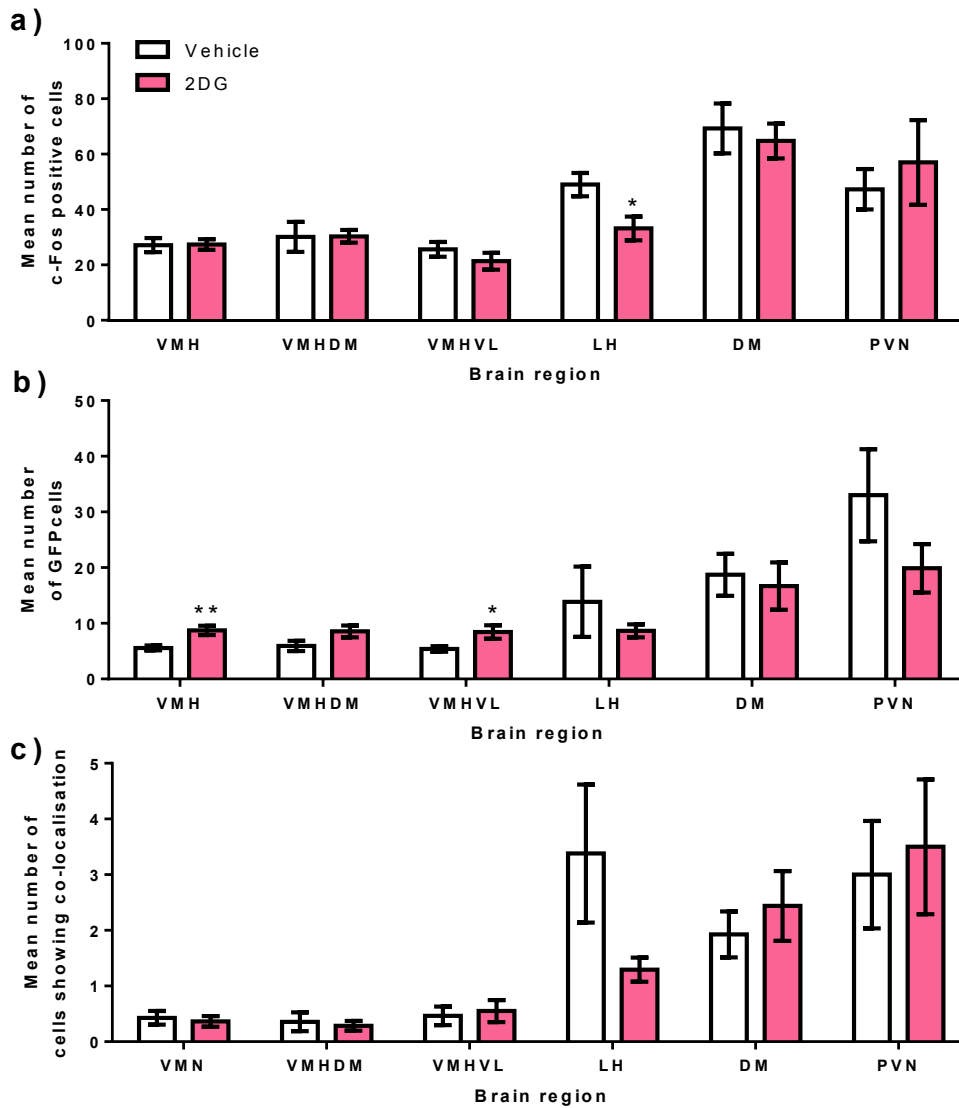 a)
Vehicle
2DG
Mean number of
c-Fos positive cells
100
80
60
40
20
0
*
VMH VMHDM VMHVL LH DM PVN
Brain region
b)
Mean number
of GFPcells
50
40
30
20
10
0
** *
VMH VMHDM VMHVL LH DM PVN
Brain region
c)
Mean number of
cells showing co-localisation
5
4
3
2
1
0
VMN VMHDM VMHVL LH DM PVN
Brain region